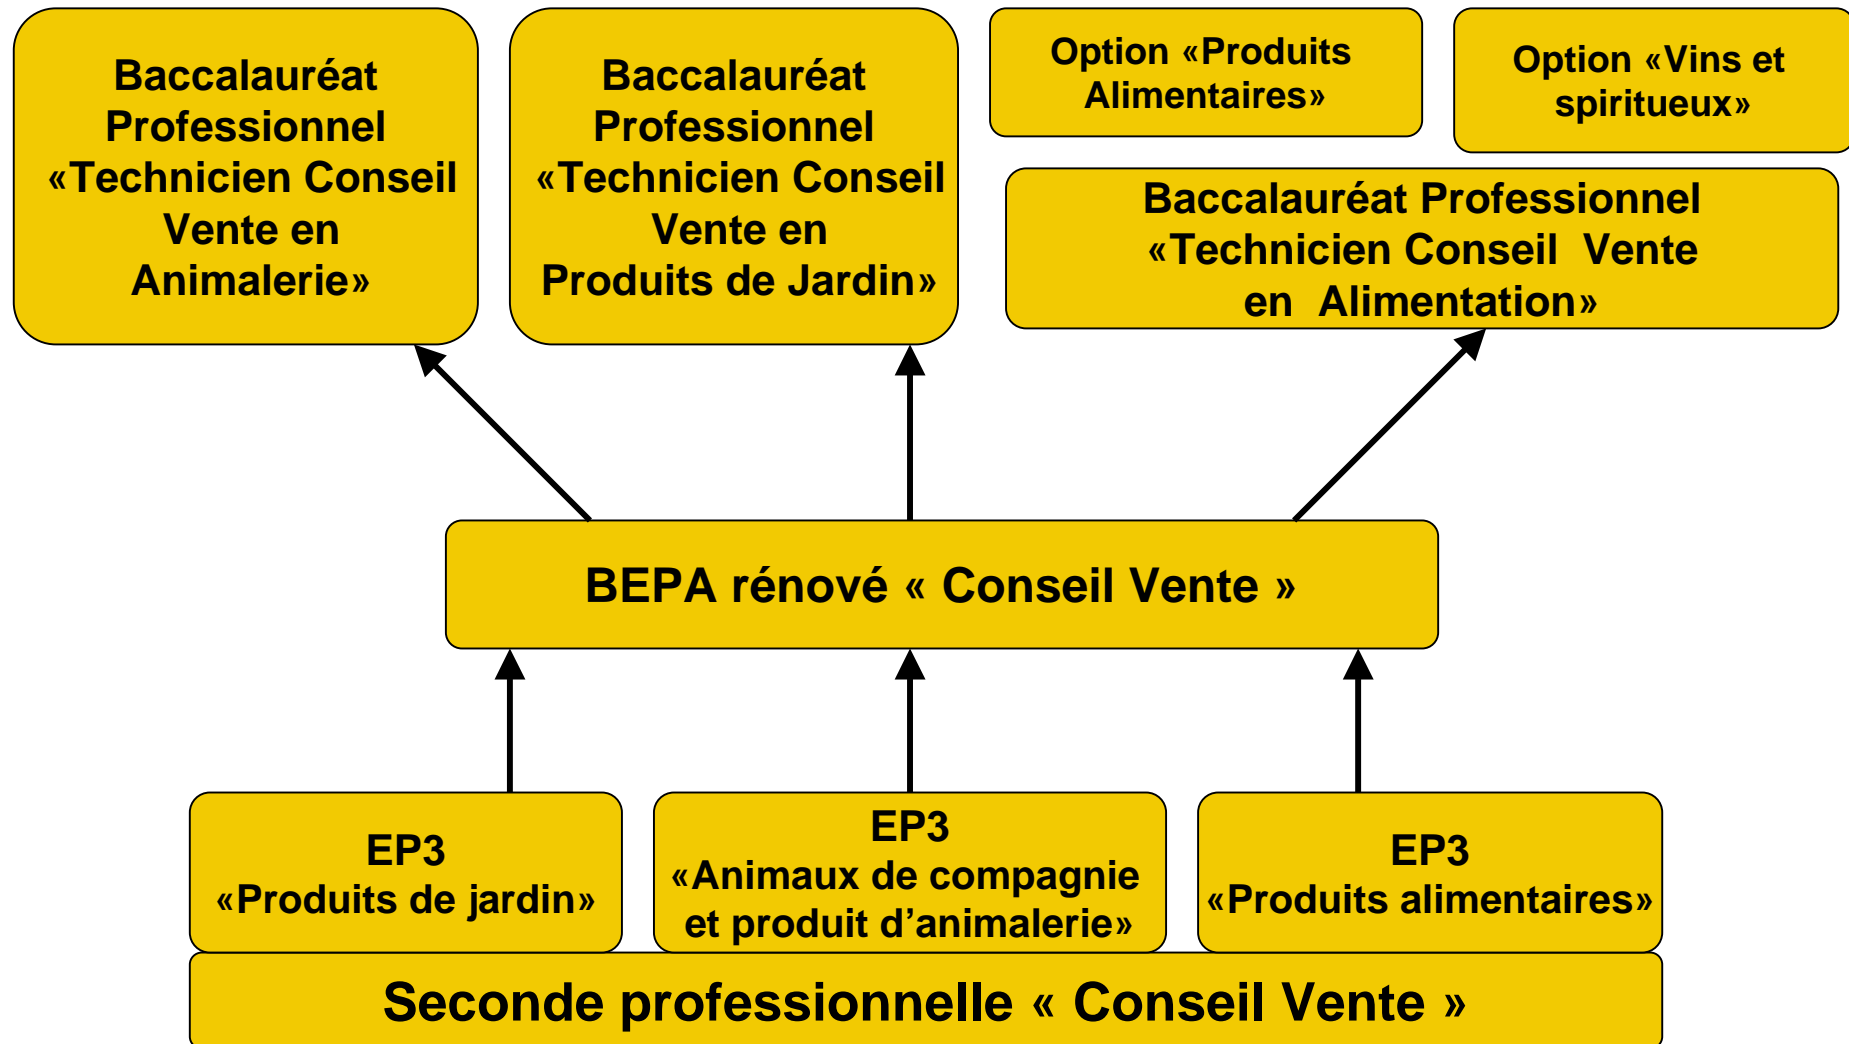 Baccalauréat
Professionnel
«Technicien Conseil
Vente en
Animalerie»
Baccalauréat
Professionnel
«Technicien Conseil
Vente en
Produits de Jardin»
Option «Produits
Alimentaires»
Option «Vins et
spiritueux»
Baccalauréat Professionnel
«Technicien Conseil Vente
en Alimentation»
BEPA rénové « Conseil Vente »
EP3
«Produits de jardin»
EP3
«Animaux de compagnie
et produit d’animalerie»
EP3
«Produits alimentaires»
Seconde professionnelle « Conseil Vente »